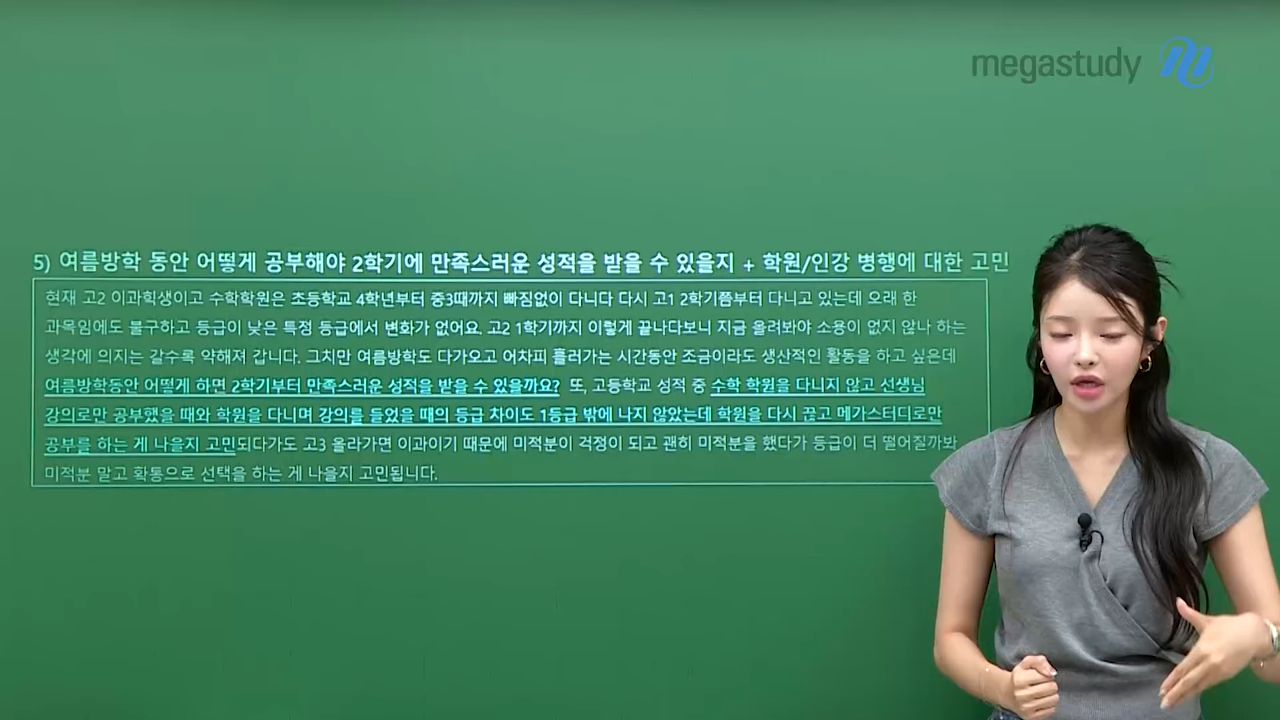 megastudy
5) 여름방학 동안 어떻게 공부해야 2학기에 만족스러운 성적을 받을 수 있을지 + 학원/인강 병행에 대한 고민
현재 고2 이과획생이고 수학학원은 초등학교 4학년부터 중3때까지 빠짐없이 다니다 다시 고1 2학기쯤부터 다니고 있는데 오래 한
과목임에도 불구하고 등급이 낮은 특정 등급에서 변화가 없어요. 고2 1학기까지 이렇게 끝나다보니 지금 올려봐야 소용이 없지 않나 하는
생각에 의지는 갈수록 약해져 갑니다. 그치만 여름방학도 다가오고 어차피 흘러가는 시간동안 조금이라도 생산적인 활동을 하고 싶은데
여름방학동안 어떻게 하면 2학기부터 만족스러운 성적을 받을 수 있을까요? 또, 고등학교 성적 중 수학 학원을 다니지 않고 선생님
강의로만 공부했을 때와 학원을 다니며 강의를 들었을 때의 등급 차이도 1등급 밖에 나지 않았는데 학원을 다시 끊고 메가스터디로만
공부를 하는 게 나을지 고민되다가도 고3 올라가면 이과이기 때문에 미적분이 걱정이 되고 괜히 미적분을 했다가 등급이 더 떨어질까봐
미적분 말고 확통으로 선택을 하는 게 나을지 고민됩니다.